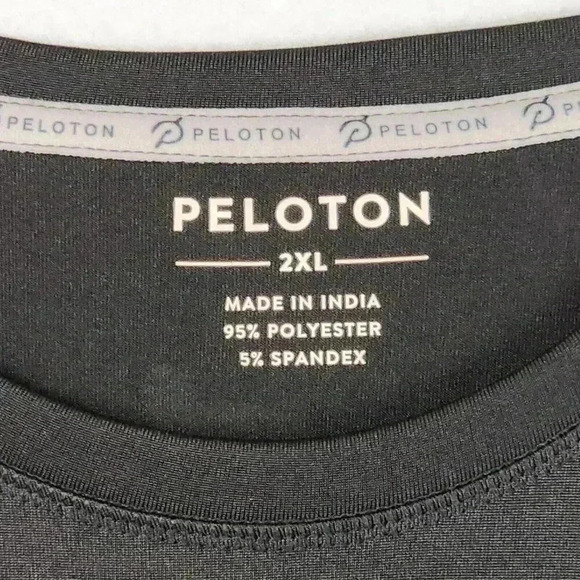 PELOTON PELOTON PELOTON
PELOTON
2XL
MADE IN INDIA
95% POLYESTER
5% SPANDEX